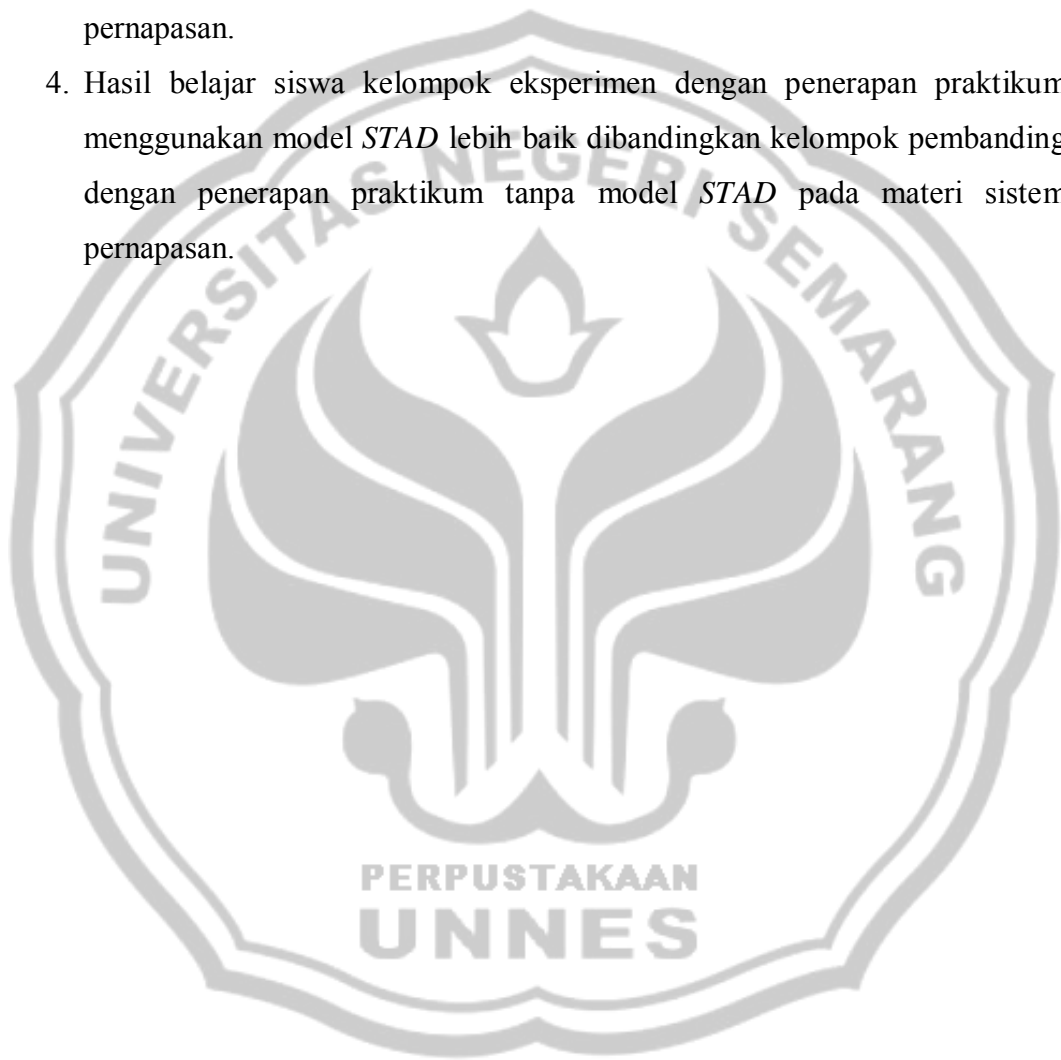 pernapasan.
4. Hasil belajar siswa kelompok eksperimen dengan penerapan praktikum
menggunakan model STAD lebih baik dibandingkan kelompok pembanding
dengan penerapan praktikum tanpa model STAD pada materi sistem
pernapasan.
UNIVERSITAS NEGERI SEMARANG
PERPUSTAKAAN
UNNES